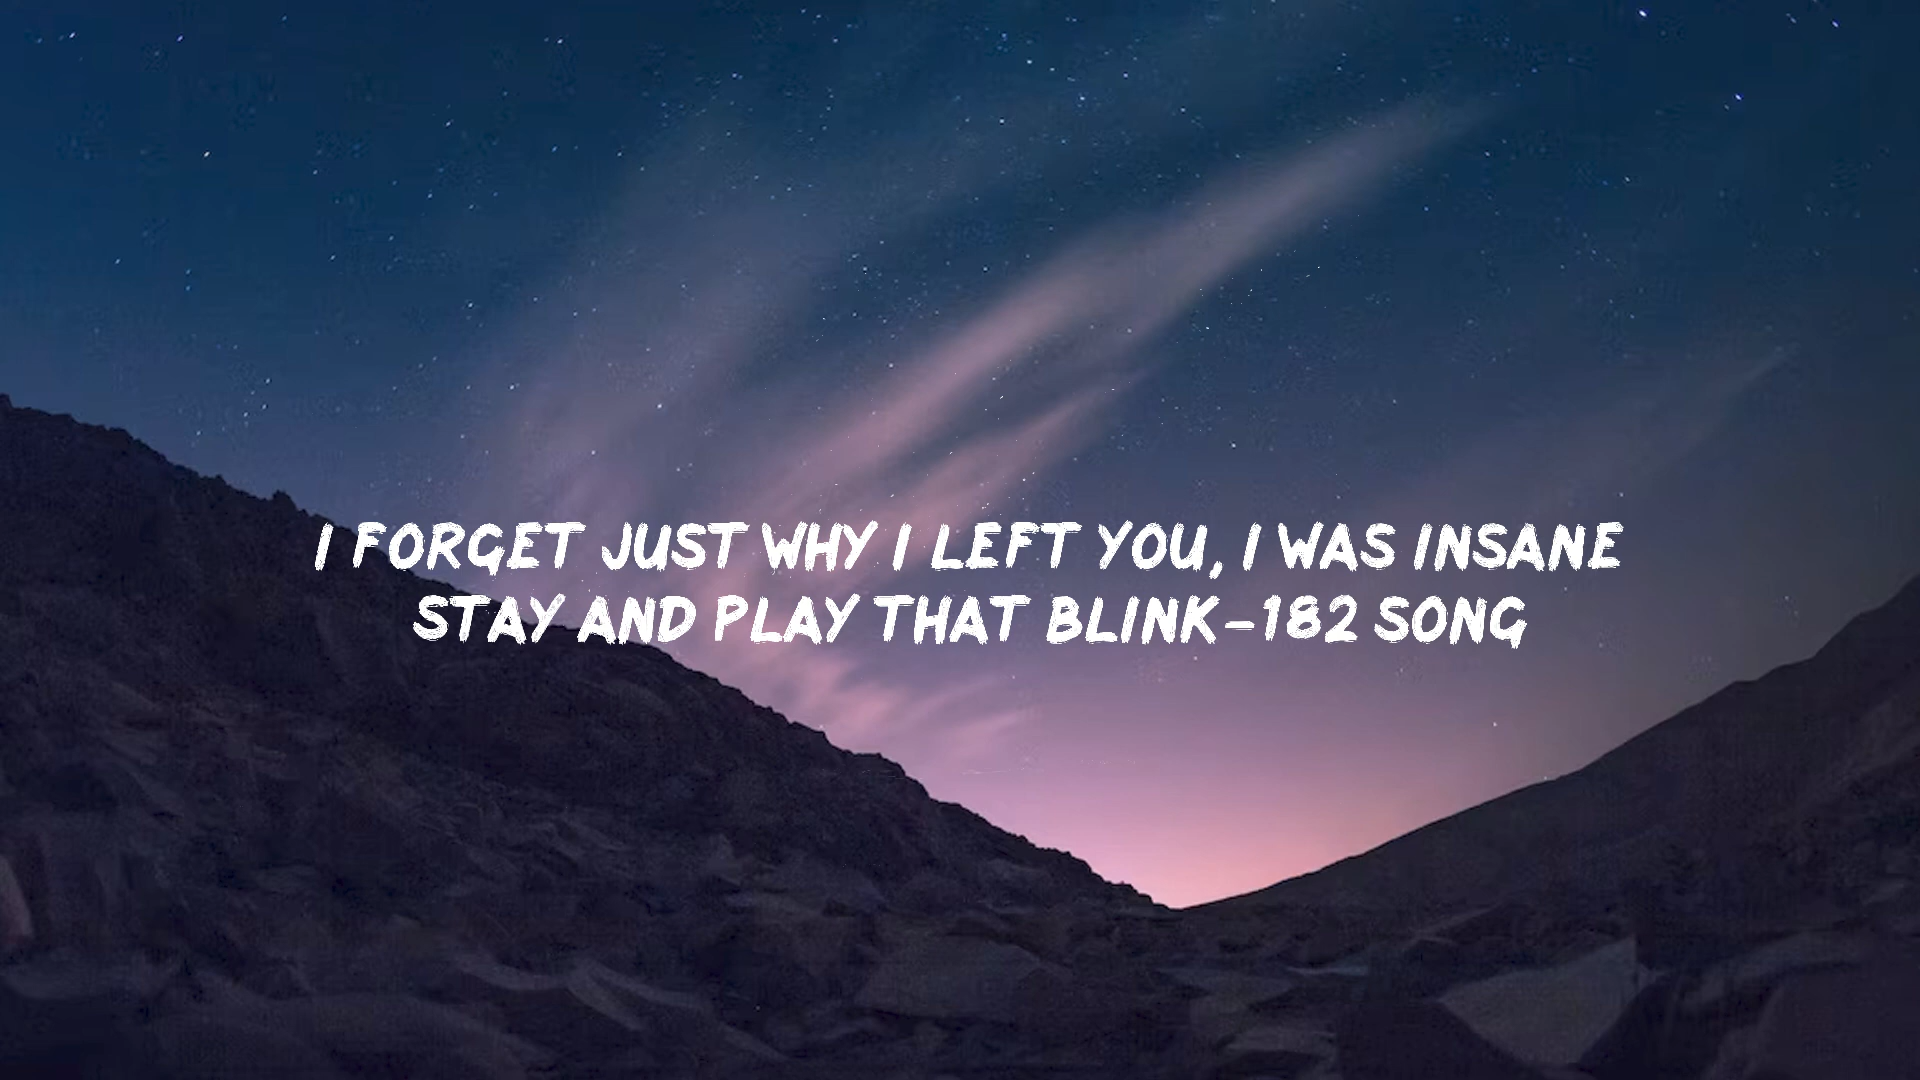 I FORGET JUST WHY I LEFT YOU, I WAS INSANE
STAY AND PLAY THAT BLINK-182 SONG